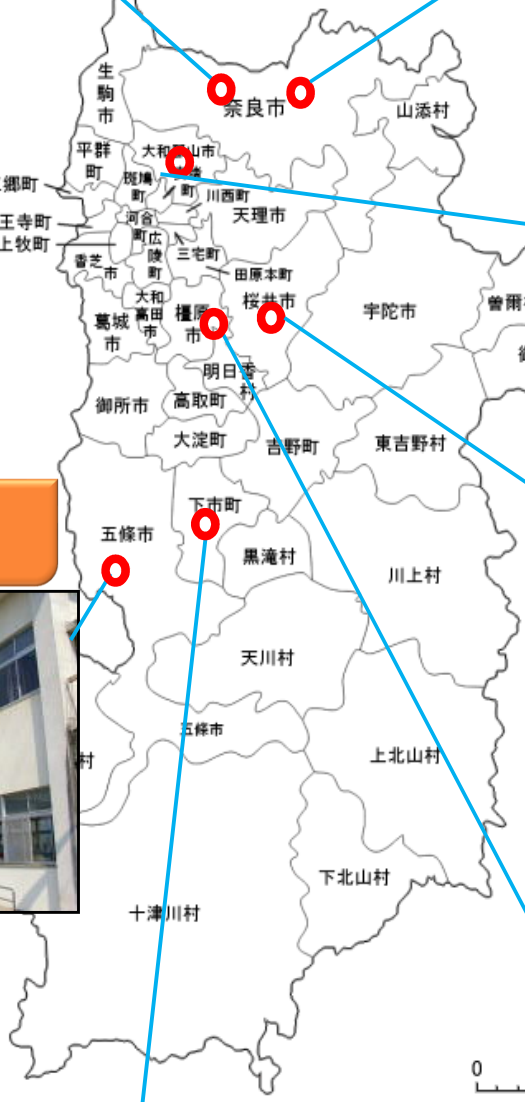 生駒市
奈良市
山添村
平群町
大和
山市
郷町
斑鳩町
町
川西町
王寺町
河合町
天理市
上牧町
広陵町
三宅町
香芝市
田原本町
大和高田市
橿原市
桜井市
宇陀市
曽爾
葛城市
明日香村
御所市
高取町
大淀町
吉野町
東吉野村
下市町
五條市
黒滝村
川上村
天川村
五條市
上北山村
村
下北山村
十津川村
0